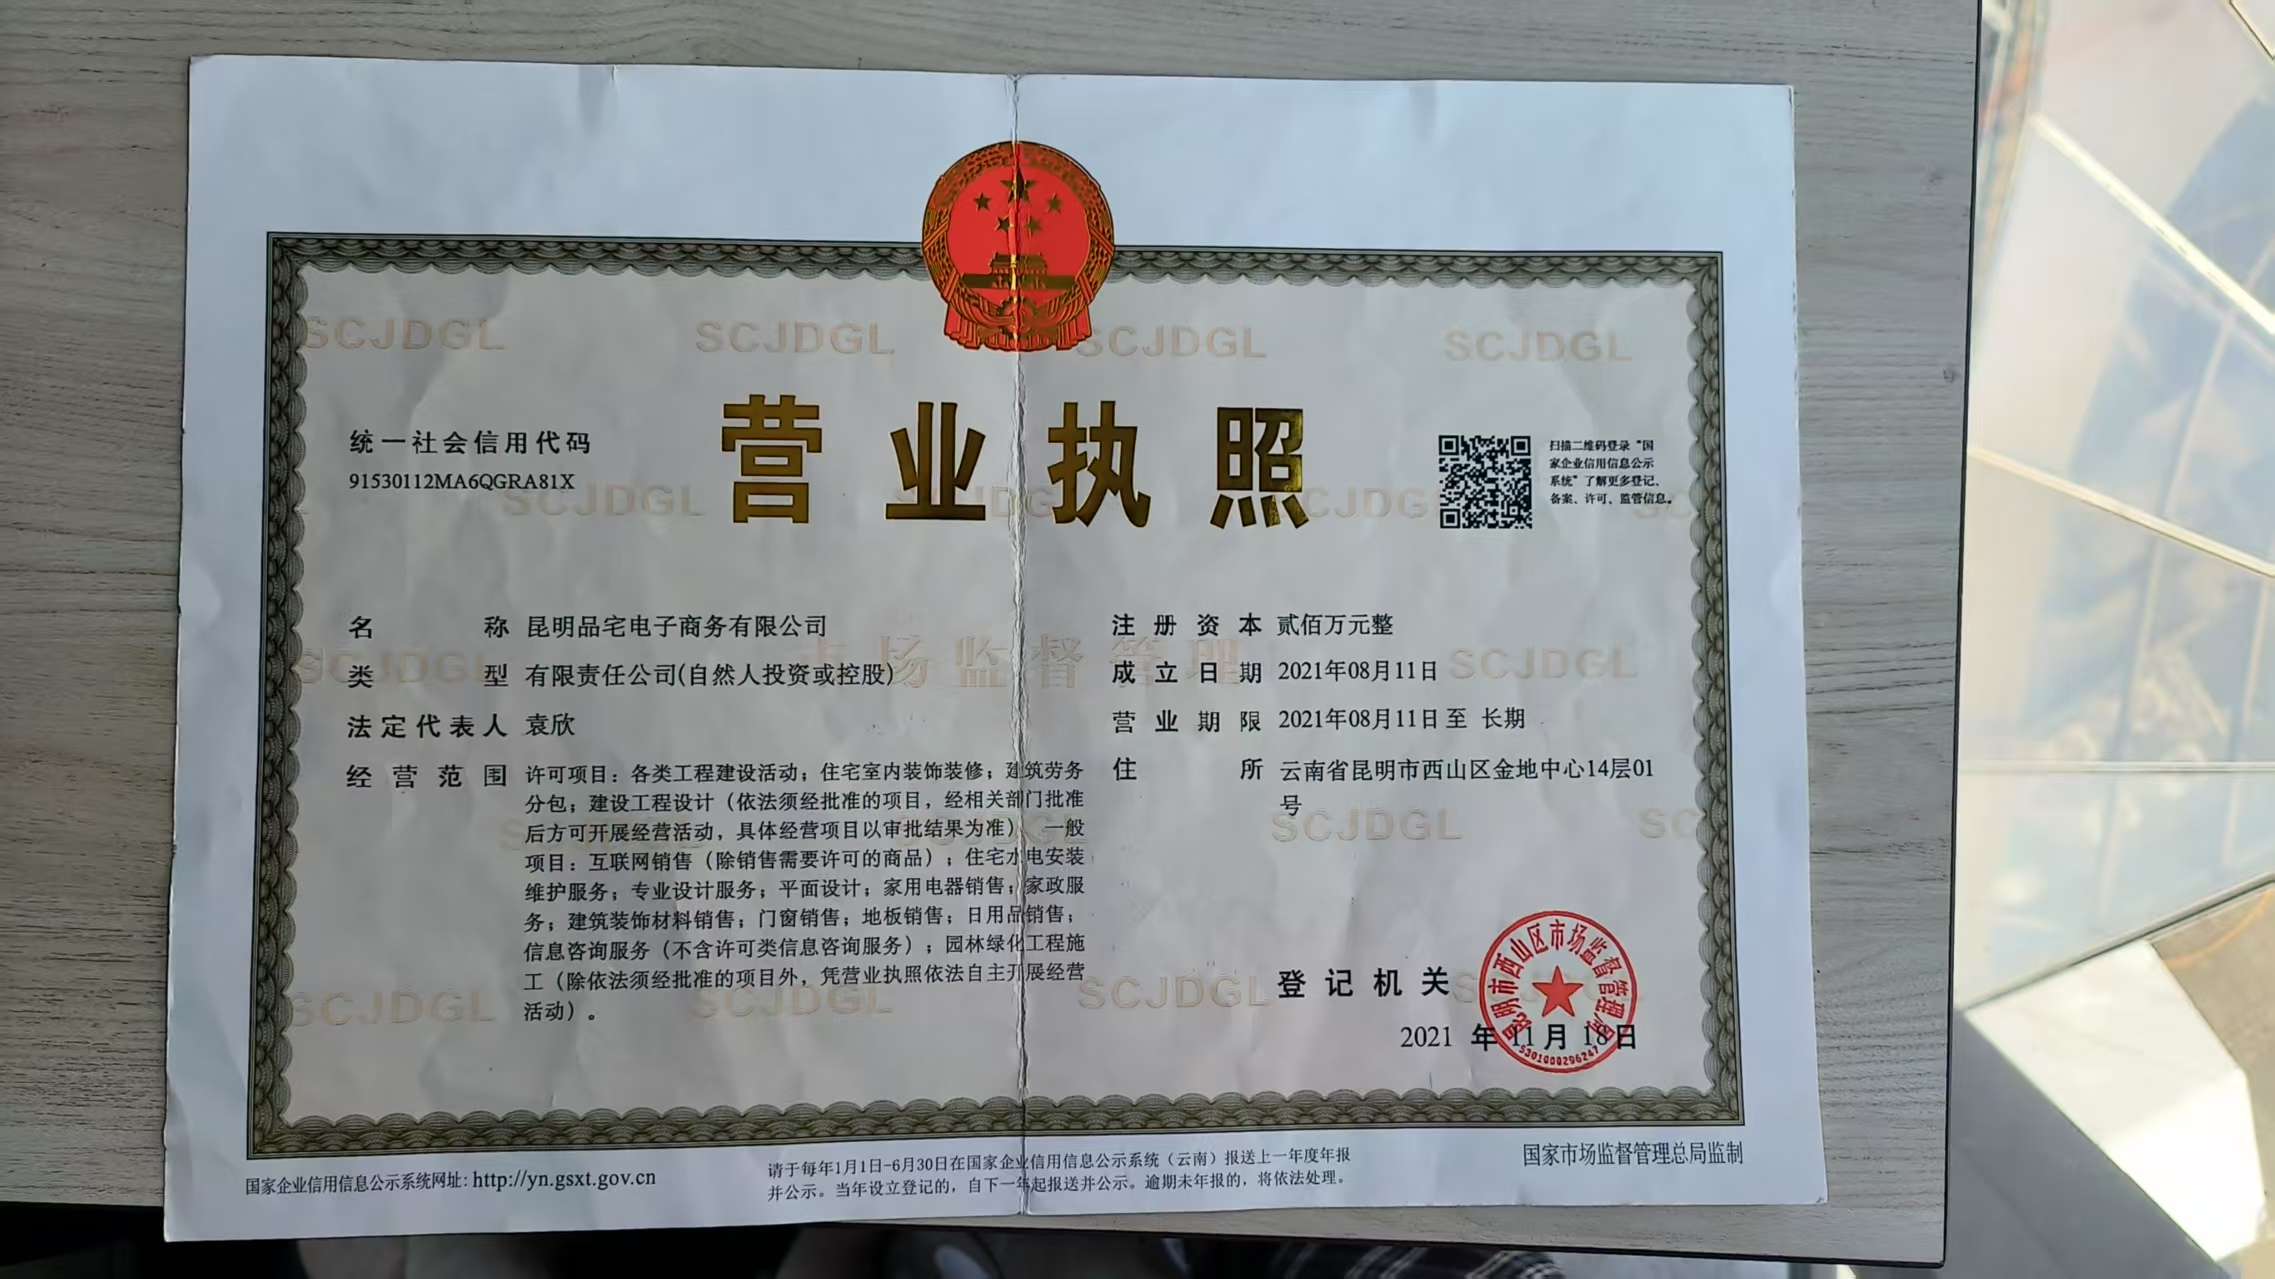 营业执照
统一社会信用代码
91530112MA6QGRA81X
扫描二维码登录“国
家企业信用信息公示
系统”了解更多登记、
备案、许可、监管信息。
名称 昆明品宅电子商务有限公司
类型 有限责任公司(自然人投资或控股)
法定代表人 袁欣
经营范围 许可项目：各类工程建设活动；住宅室内装饰装修；建筑劳务
分包；建设工程设计（依法须经批准的项目，经相关部门批准
后方可开展经营活动，具体经营项目以审批结果为准） 一般
项目：互联网销售（除销售需要许可的商品）；住宅水电安装
维护服务；专业设计服务；平面设计；家用电器销售；家政服
务；建筑装饰材料销售；门窗销售；地板销售；日用品销售；
信息咨询服务（不含许可类信息咨询服务）；园林绿化工程施
工（除依法须经批准的项目外，凭营业执照依法自主开展经营
活动）。
注册资本 贰佰万元整
成立日期 2021年08月11日
营业期限 2021年08月11日至 长期
住所 云南省昆明市西山区金地中心14层01
号
登记机关
昆明市西山区市场监督管理局
5301000296247
2021 年 11 月 18 日
国家企业信用信息公示系统网址: http://yn.gsxt.gov.cn
请于每年1月1日-6月30日在国家企业信用信息公示系统（云南）报送上一年度年报
并公示。当年设立登记的，自下一年起报送并公示。逾期未年报的，将依法处理。
国家市场监督管理总局监制
SCJDGL
市场监督管理